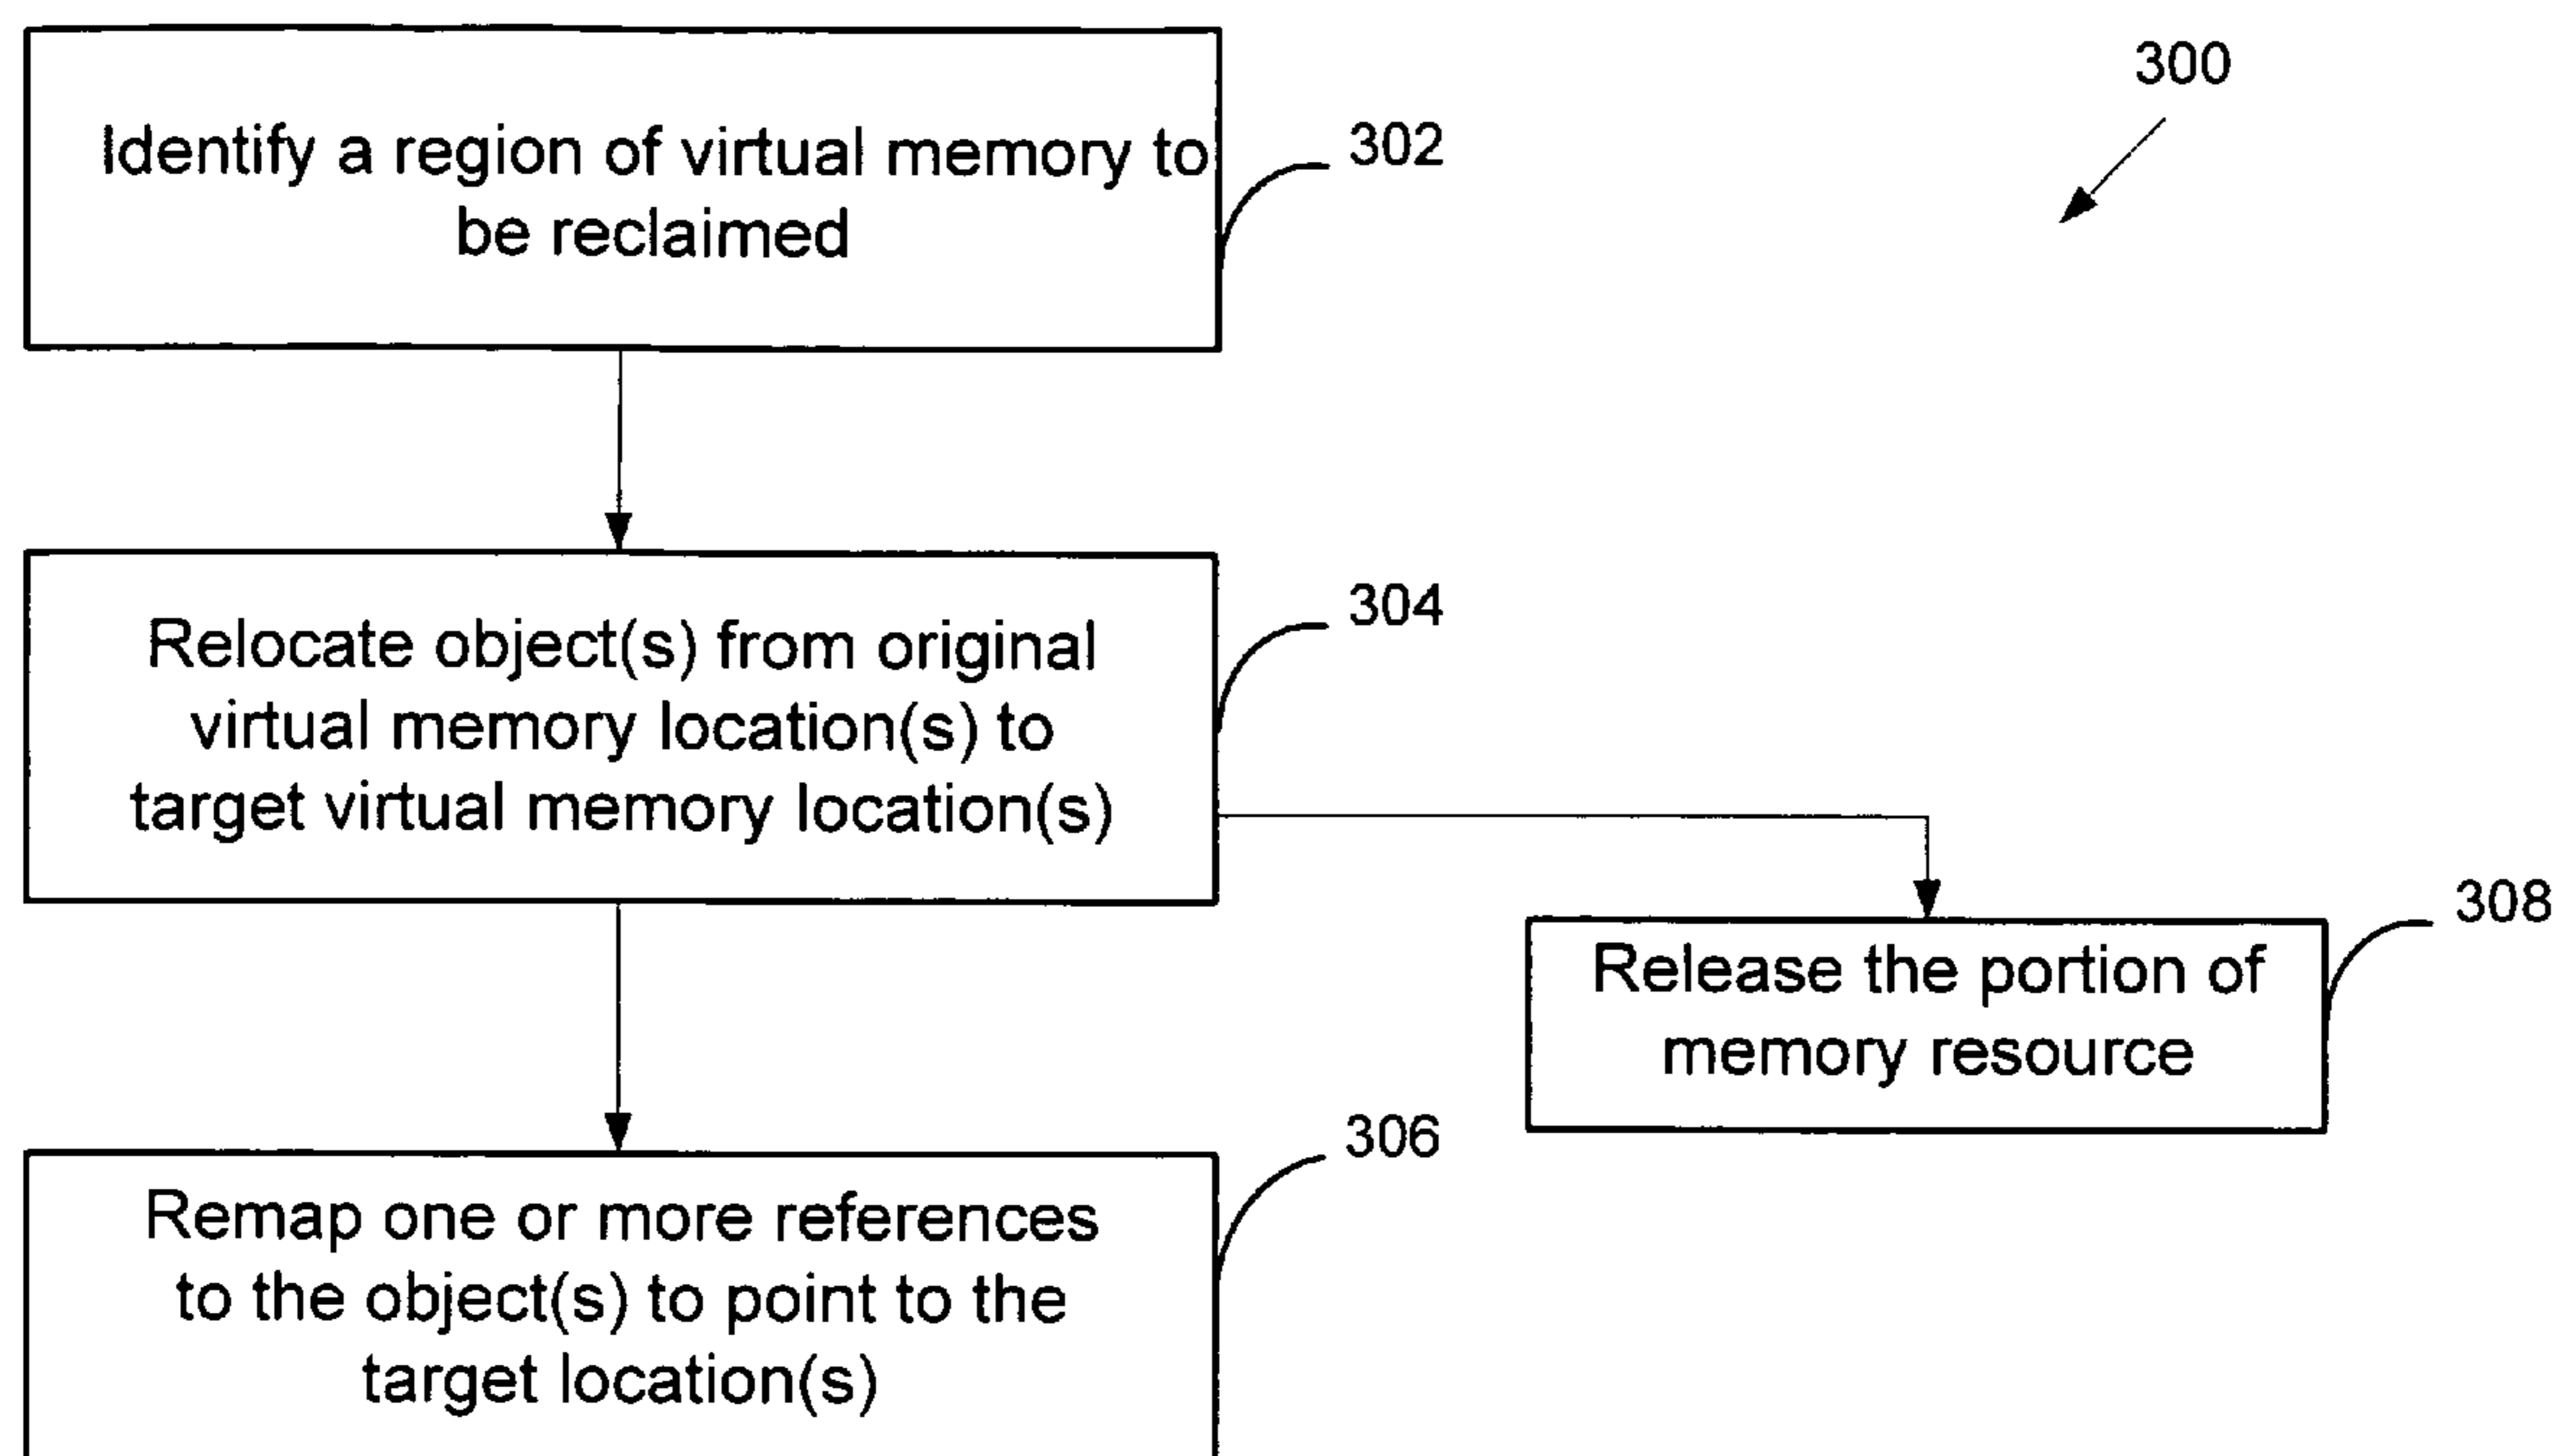 300
Identify a region of virtual memory to
be reclaimed
302
Relocate object(s) from original
virtual memory location(s) to
target virtual memory location(s)
304
Release the portion of
memory resource
308
Remap one or more references
to the object(s) to point to the
target location(s)
306